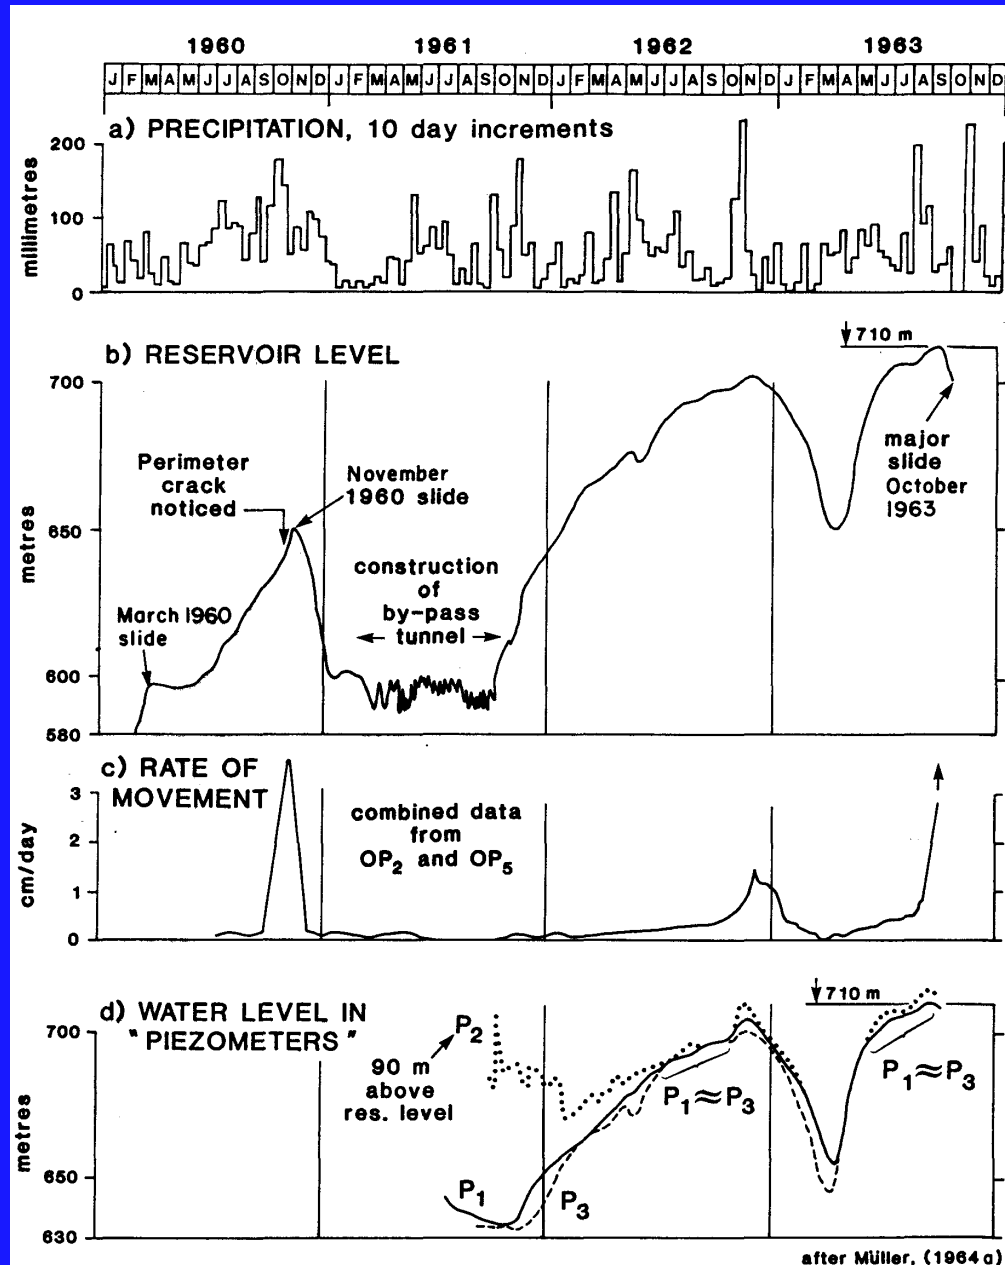 1960 1961 1962 1963
J F M A M J J A S O N D J F M A M J J A S O N D J F M A M J J A S O N D J F M A M J J A S O N D
a) PRECIPITATION, 10 day increments
millimetres
200
100
0
b) RESERVOIR LEVEL
710 m
metres
700
650
600
580
March 1960
slide
Perimeter
crack
noticed
November
1960 slide
construction
of
by-pass
tunnel
major
slide
October
1963
c) RATE OF
MOVEMENT
cm/day
3
2
1
0
combined data
from
OP₂ and OP₅
d) WATER LEVEL IN
"PIEZOMETERS"
710 m
metres
700
650
630
P₂
90 m
above
res. level
P₁
P₃
P₁≈P₃
P₁≈P₃
after Müller, (1964a)